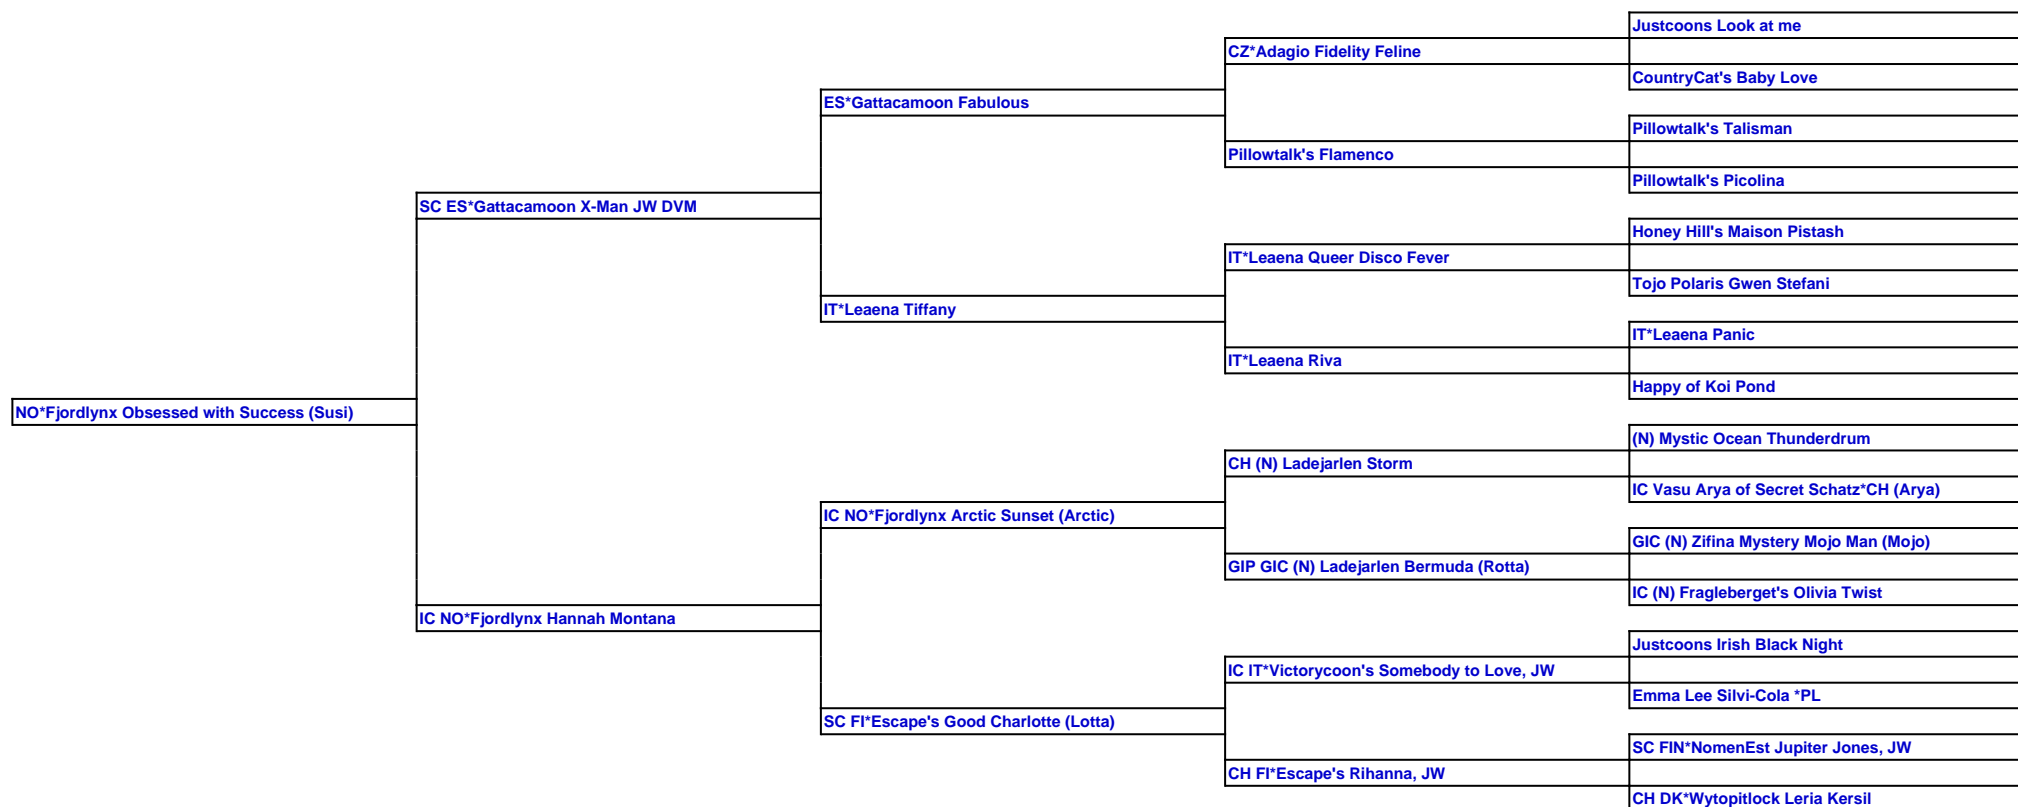 Justcoons Look at me
CZ*Adagio Fidelity Feline
CountryCat's Baby Love
ES*Gattacamoon Fabulous
Pillowtalk's Talisman
Pillowtalk's Flamenco
Pillowtalk's Picolina
SC ES*Gattacamoon X-Man JW DVM
Honey Hill's Maison Pistash
IT*Leaena Queer Disco Fever
Tojo Polaris Gwen Stefani
IT*Leaena Tiffany
IT*Leaena Panic
IT*Leaena Riva
Happy of Koi Pond
NO*Fjordlynx Obsessed with Success (Susi)
(N) Mystic Ocean Thunderdrum
CH (N) Ladejarlen Storm
IC Vasu Arya of Secret Schatz*CH (Arya)
IC NO*Fjordlynx Arctic Sunset (Arctic)
GIC (N) Zifina Mystery Mojo Man (Mojo)
GIP GIC (N) Ladejarlen Bermuda (Rotta)
IC (N) Fragleberget's Olivia Twist
IC NO*Fjordlynx Hannah Montana
Justcoons Irish Black Night
IC IT*Victorycoon's Somebody to Love, JW
Emma Lee Silvi-Cola *PL
SC FI*Escape's Good Charlotte (Lotta)
SC FIN*NomenEst Jupiter Jones, JW
CH FI*Escape's Rihanna, JW
CH DK*Wytopitlock Leria Kersil